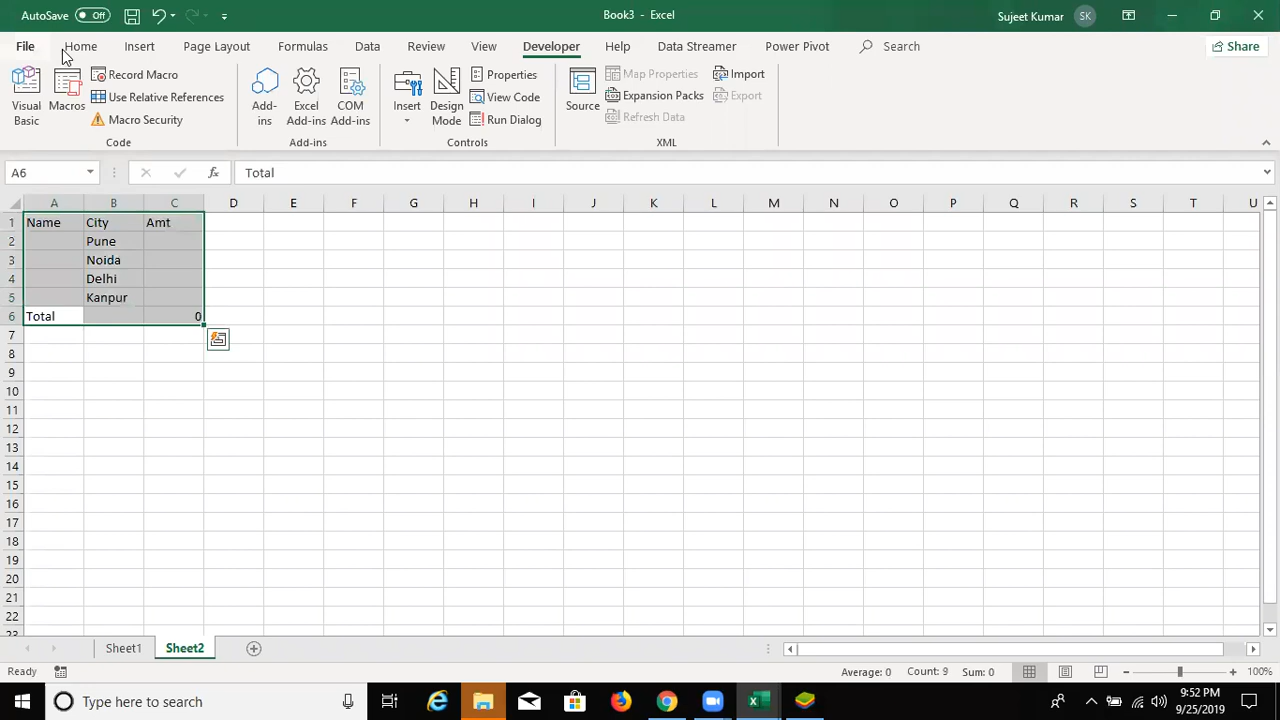 AutoSave Off Book3 - Excel Sujeet Kumar SK
File Home Insert Page Layout Formulas Data Review View Developer Help Data Streamer Power Pivot Search Share
Visual Basic
Macros
Record Macro
Use Relative References
Macro Security
Code
Add-ins
Excel Add-ins
COM Add-ins
Add-ins
Insert
Design Mode
Properties
View Code
Run Dialog
Controls
Source
Map Properties
Expansion Packs
Refresh Data
Import
Export
XML
A6 fx Total
A B C D E F G H I J K L M N O P Q R S T U
1 Name City Amt
2 Pune
3 Noida
4 Delhi
5 Kanpur
6 Total 0
7
8
9
10
11
12
13
14
15
16
17
18
19
20
21
22
23
Sheet1 Sheet2
Ready Average: 0 Count: 9 Sum: 0 100%
Type here to search 9:52 PM
9/25/2019